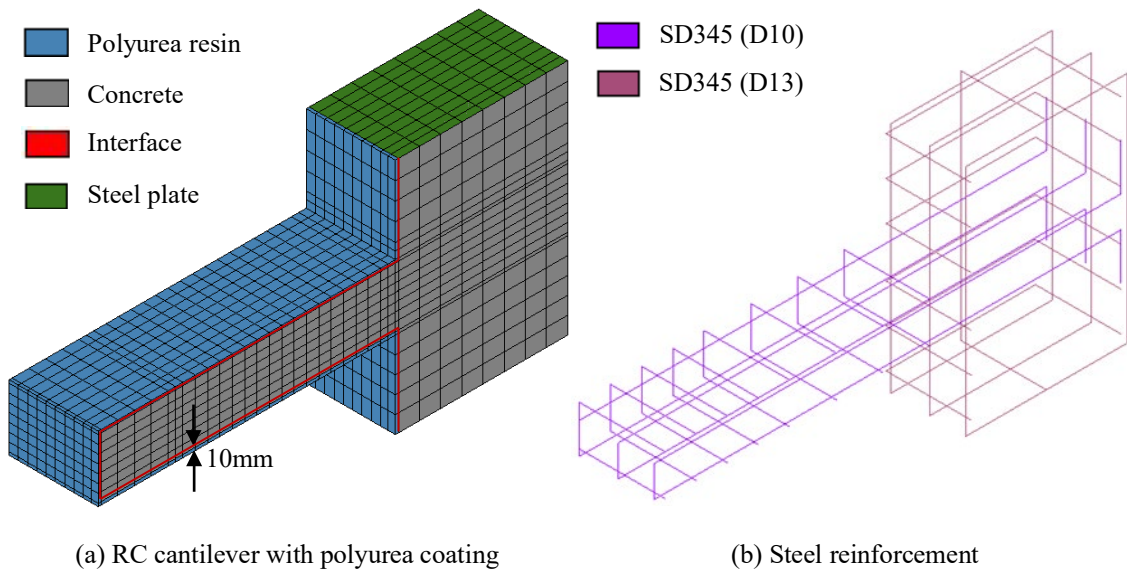 Polyurea resin
Concrete
Interface
Steel plate
10mm
(a) RC cantilever with polyurea coating
SD345 (D10)
SD345 (D13)
(b) Steel reinforcement